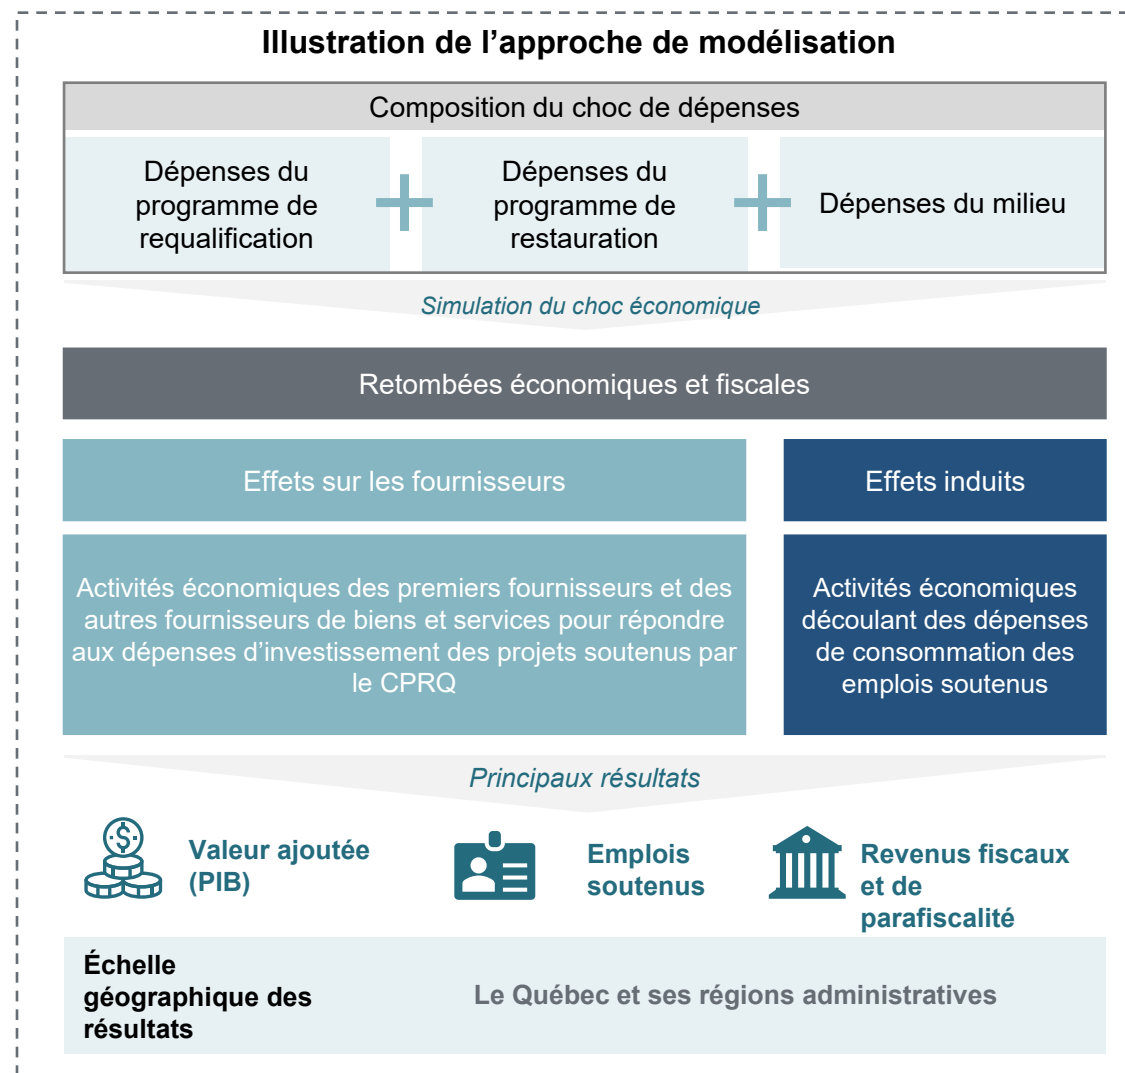 Illustration de l’approche de modélisation
Composition du choc de dépenses
Dépenses du
programme de
requalification
Dépenses du
programme de
restauration
Dépenses du milieu
Simulation du choc économique
Retombées économiques et fiscales
Effets sur les fournisseurs
Effets induits
Activités économiques des premiers fournisseurs et des
autres fournisseurs de biens et services pour répondre
aux dépenses d’investissement des projets soutenus par
le CPRQ
Activités économiques
découlant des dépenses
de consommation des
emplois soutenus
Principaux résultats
Valeur ajoutée
(PIB)
Emplois
soutenus
Revenus fiscaux
et de
parafiscalité
Échelle
géographique des
résultats
Le Québec et ses régions administratives